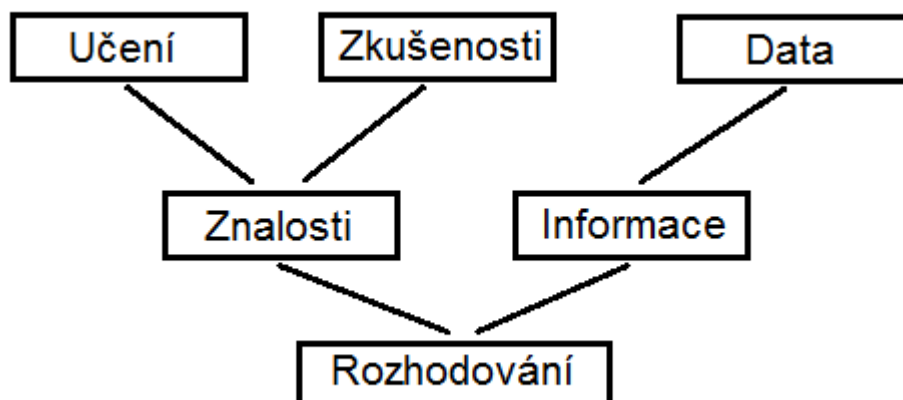 Učení
Zkušenosti
Data
Znalosti
Informace
Rozhodování